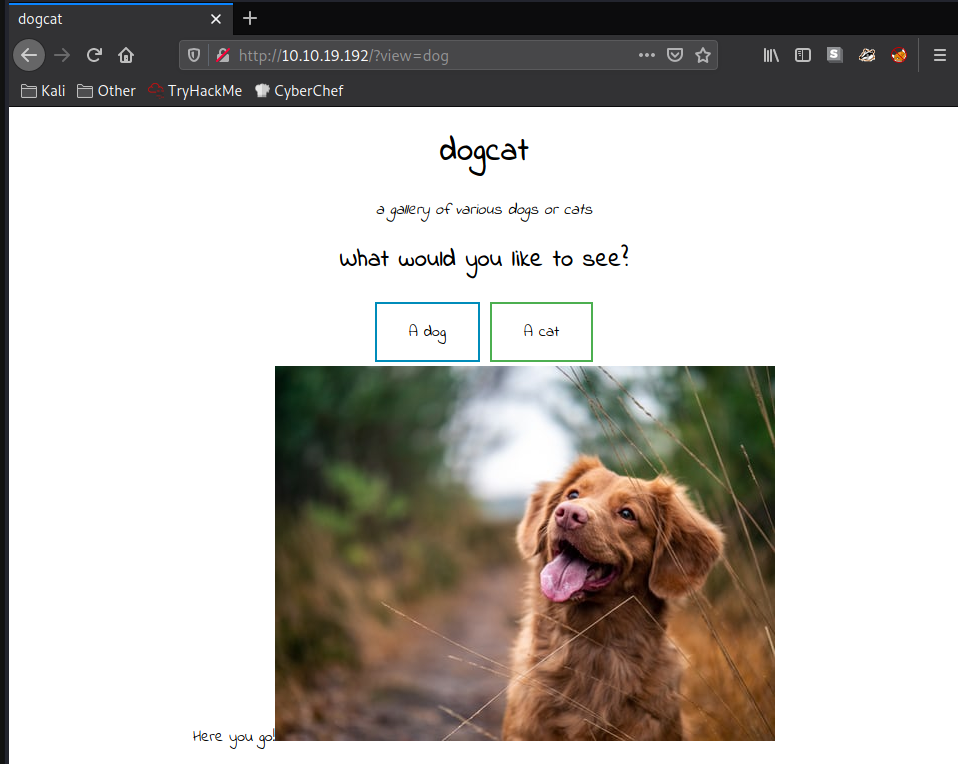 dogcat
http://10.10.19.192/?view=dog
S
Kali Other TryHackMe CyberChef
dogcat
a gallery of various dogs or cats
What would you like to see?
A dog A cat
Here you go!